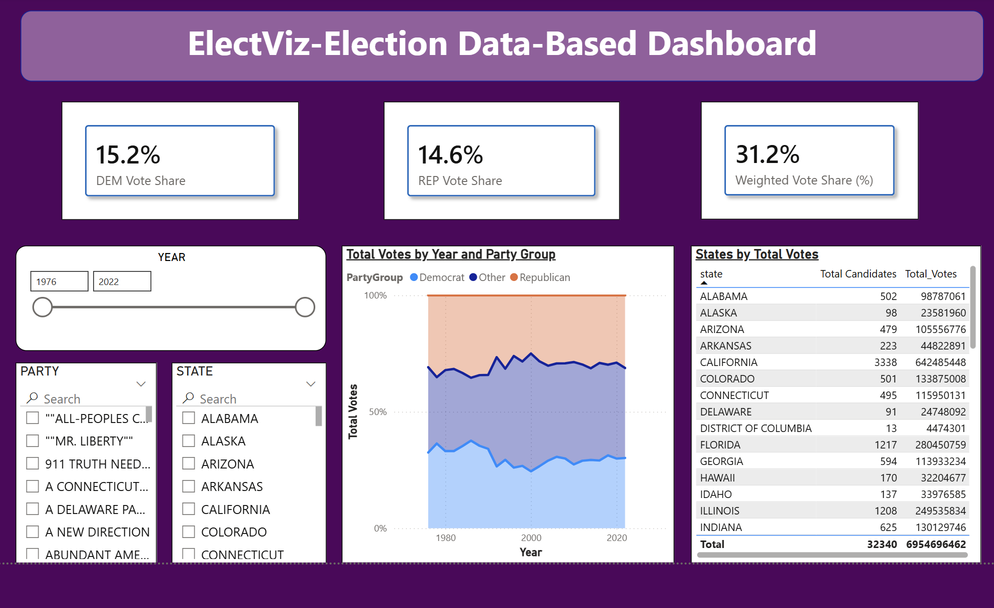 ElectViz-Election Data-Based Dashboard
15.2%
DEM Vote Share
14.6%
REP Vote Share
31.2%
Weighted Vote Share (%)
YEAR
1976 2022
PARTY
Search
""ALL-PEOPLES C...
""MR. LIBERTY""
911 TRUTH NEED...
A CONNECTICUT...
A DELAWARE PA...
A NEW DIRECTION
ABUNDANT AME...
STATE
Search
ALABAMA
ALASKA
ARIZONA
ARKANSAS
CALIFORNIA
COLORADO
CONNECTICUT
Total Votes by Year and Party Group
PartyGroup Democrat Other Republican
100%
50%
0%
Total Votes
1980 2000 2020
Year
States by Total Votes
state Total Candidates Total_Votes
ALABAMA 502 98787061
ALASKA 98 23581960
ARIZONA 479 105556776
ARKANSAS 223 44822891
CALIFORNIA 3338 642485448
COLORADO 501 133875008
CONNECTICUT 495 115950131
DELAWARE 91 24748092
DISTRICT OF COLUMBIA 13 4474301
FLORIDA 1217 280450759
GEORGIA 594 113933234
HAWAII 170 32204677
IDAHO 137 33976585
ILLINOIS 1208 249535834
INDIANA 625 130129746
Total 32340 6954696462